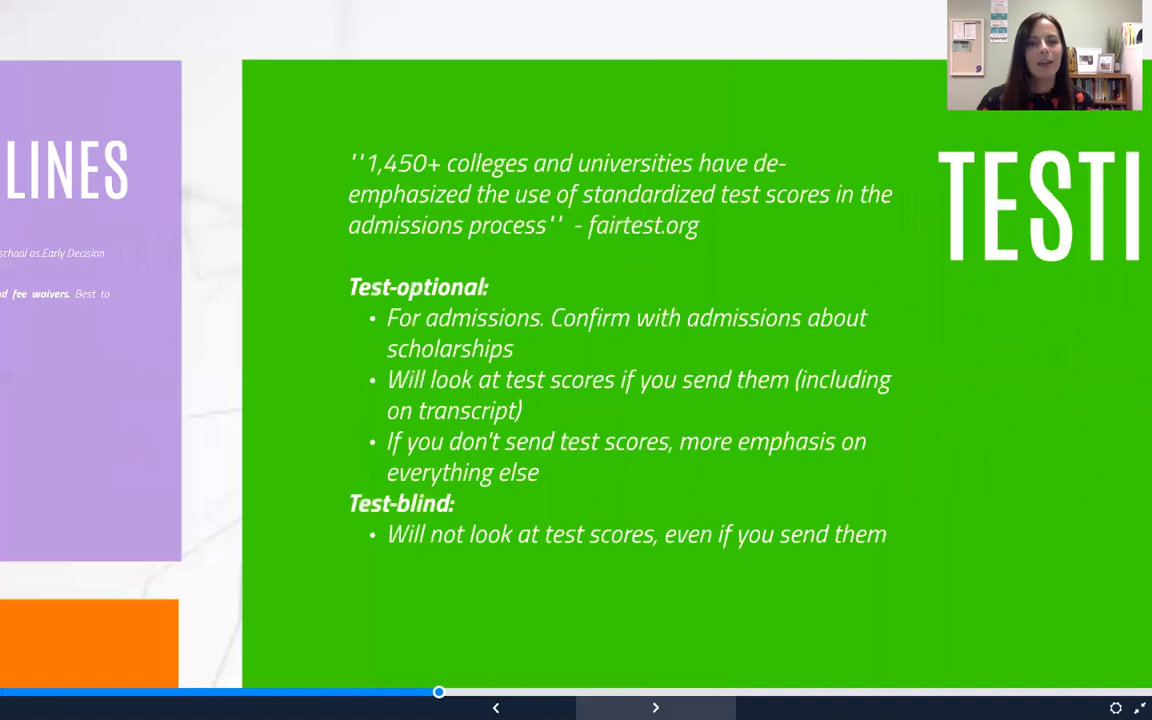 LINES
school as Early Decision
nd fee waivers. Best to
''1,450+ colleges and universities have de-
emphasized the use of standardized test scores in the
admissions process'' - fairtest.org
Test-optional:
• For admissions. Confirm with admissions about
scholarships
• Will look at test scores if you send them (including
on transcript)
• If you don't send test scores, more emphasis on
everything else
Test-blind:
• Will not look at test scores, even if you send them
TESTI